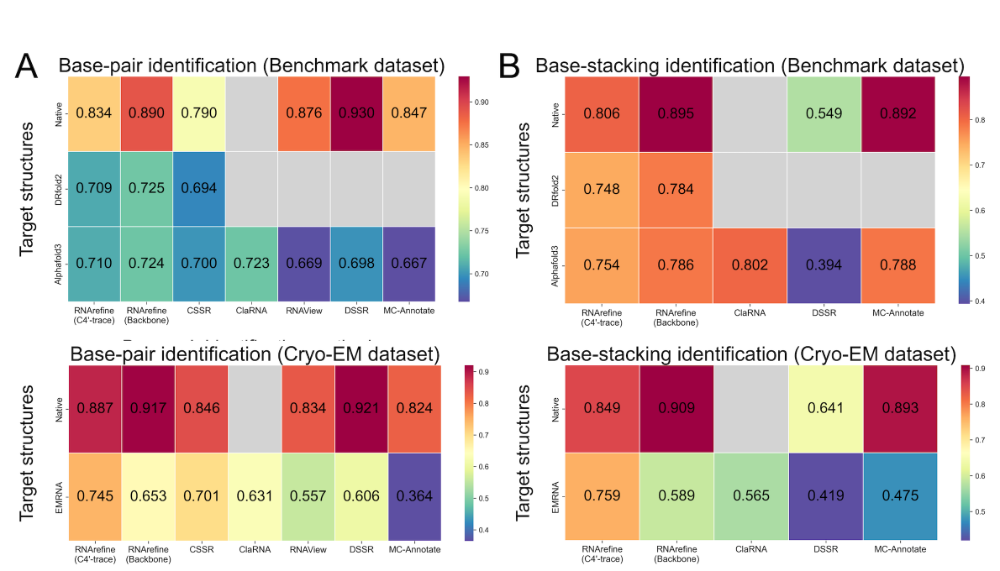 A
Base-pair identification (Benchmark dataset)
Target structures
Native
0.834 0.890 0.790 0.876 0.930 0.847
DRfold2
0.709 0.725 0.694
Alphafold3
0.710 0.724 0.700 0.723 0.669 0.698 0.667
RNArefine (C4'-trace)
RNArefine (Backbone)
CSSR
ClaRNA
RNAView
DSSR
MC-Annotate
0.90
0.85
0.80
0.75
0.70
B
Base-stacking identification (Benchmark dataset)
Target structures
Native
0.806 0.895 0.549 0.892
DRfold2
0.748 0.784
Alphafold3
0.754 0.786 0.802 0.394 0.788
RNArefine (C4'-trace)
RNArefine (Backbone)
ClaRNA
DSSR
MC-Annotate
0.8
0.7
0.6
0.5
0.4
Base-pair identification (Cryo-EM dataset)
Target structures
Native
0.887 0.917 0.846 0.834 0.921 0.824
EMRNA
0.745 0.653 0.701 0.631 0.557 0.606 0.364
RNArefine (C4'-trace)
RNArefine (Backbone)
CSSR
ClaRNA
RNAView
DSSR
MC-Annotate
0.9
0.8
0.7
0.6
0.5
0.4
Base-stacking identification (Cryo-EM dataset)
Target structures
Native
0.849 0.909 0.641 0.893
EMRNA
0.759 0.589 0.565 0.419 0.475
RNArefine (C4'-trace)
RNArefine (Backbone)
ClaRNA
DSSR
MC-Annotate
0.9
0.8
0.7
0.6
0.5